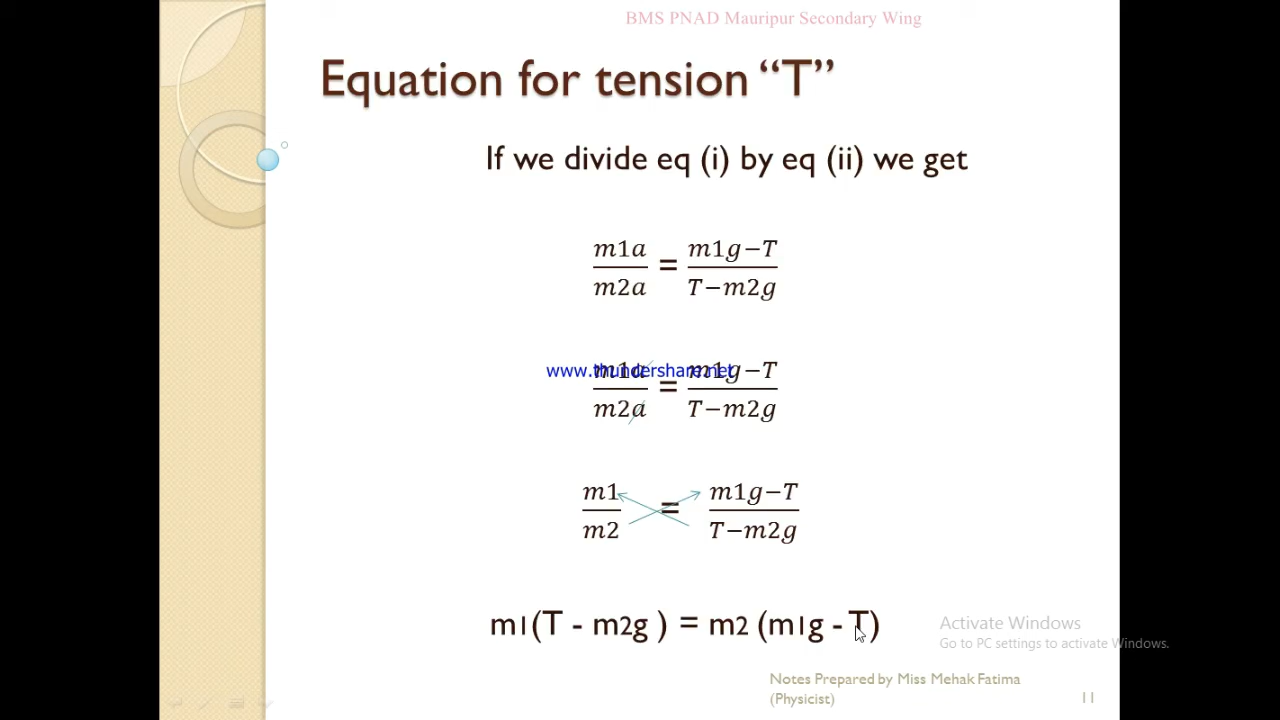 BMS PNAD Mauripur Secondary Wing
Equation for tension “T”
If we divide eq (i) by eq (ii) we get
m1a/m2a = m1g−T/T−m2g
www.thundershare.net
m1a/m2a = m1g−T/T−m2g
m1/m2 = m1g−T/T−m2g
m1(T - m2g ) = m2 (m1g - T)
Activate Windows
Go to PC settings to activate Windows.
Notes Prepared by Miss Mehak Fatima
(Physicist)
11